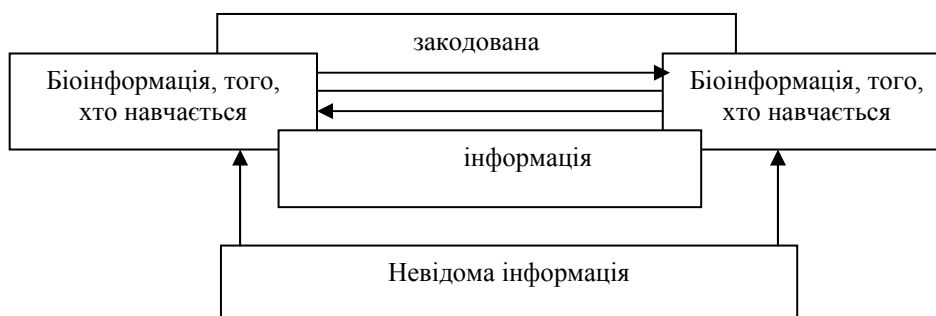 закодована
Біоінформація, того,
хто навчається
Біоінформація, того,
хто навчається
інформація
Невідома інформація